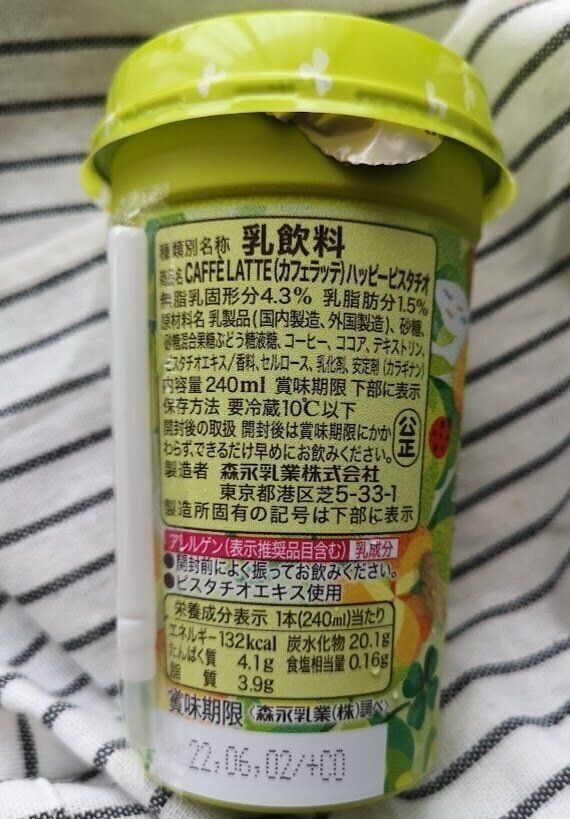 種類別名称 乳飲料
商品名 CAFFÈ LATTE(カフェラッテ)ハッピーピスタチオ
無脂乳固形分4.3% 乳脂肪分1.5%
原材料名 乳製品(国内製造、外国製造)、砂糖、
砂糖混合果糖ぶどう糖液糖、コーヒー、ココア、デキストリン、
ピスタチオエキス/香料、セルロース、乳化剤、安定剤(カラギナン)
内容量 240ml 賞味期限 下部に表示
保存方法 要冷蔵10℃以下
開封後の取扱 開封後は賞味期限にかか
わらず、できるだけ早めにお飲みください。
公正
製造者 森永乳業株式会社
東京都港区芝5-33-1
製造所固有の記号は下部に表示
アレルゲン(表示推奨品目含む) 乳成分
●開封前によく振ってお飲みください。
●ピスタチオエキス使用
栄養成分表示 1本(240ml)当たり
エネルギー 132kcal 炭水化物 20.1g
たんぱく質 4.1g 食塩相当量 0.16g
脂質 3.9g
賞味期限〈森永乳業(株)調べ〉
22,06,02/+CO